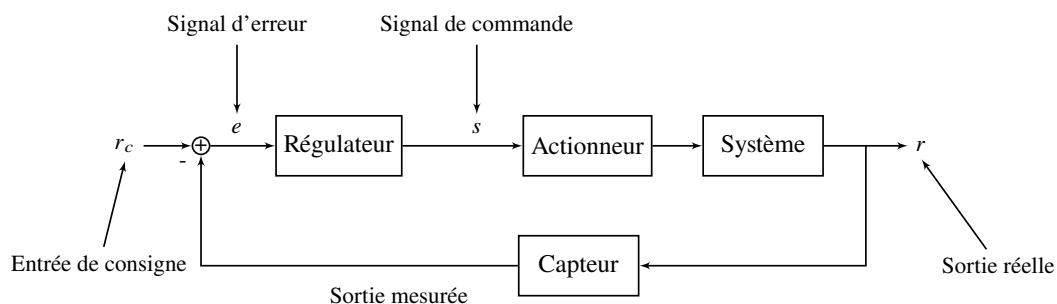 Signal d'erreur
Signal de commande
e
s
r_c
+
-
Régulateur
Actionneur
Système
r
Entrée de consigne
Capteur
Sortie réelle
Sortie mesurée